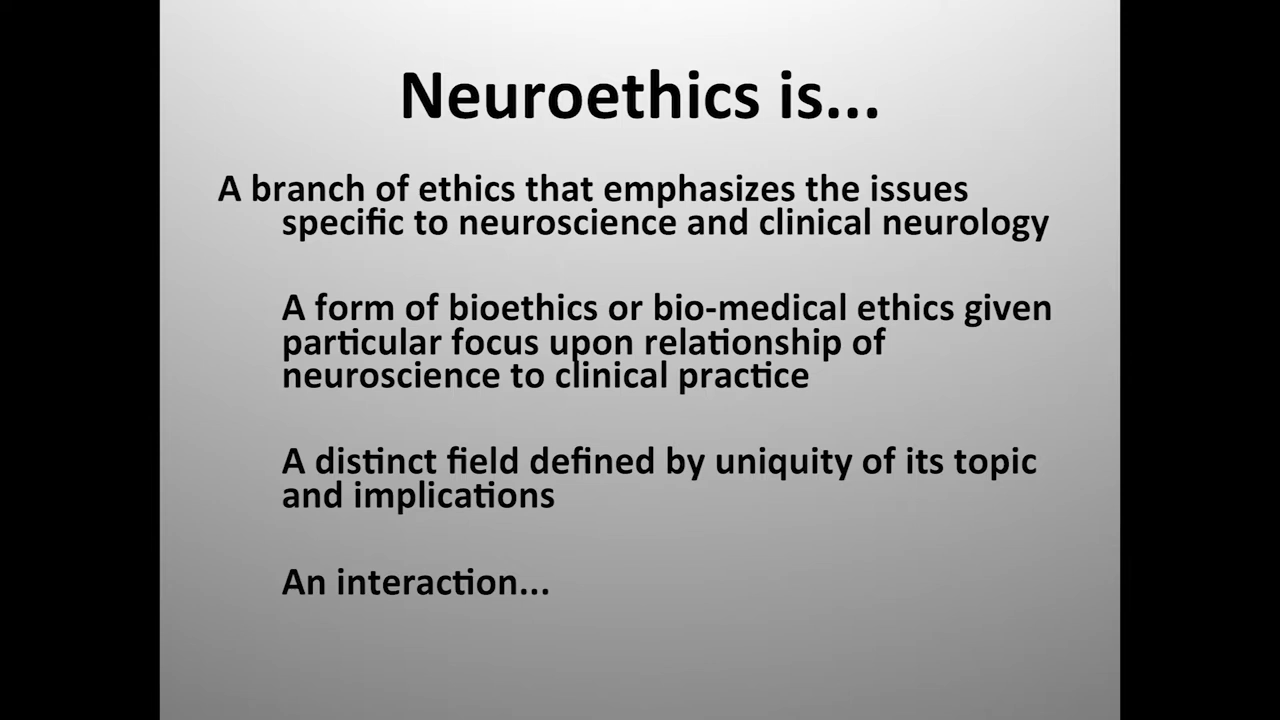 Neuroethics is...
A branch of ethics that emphasizes the issues
specific to neuroscience and clinical neurology
A form of bioethics or bio-medical ethics given
particular focus upon relationship of
neuroscience to clinical practice
A distinct field defined by uniquity of its topic
and implications
An interaction...